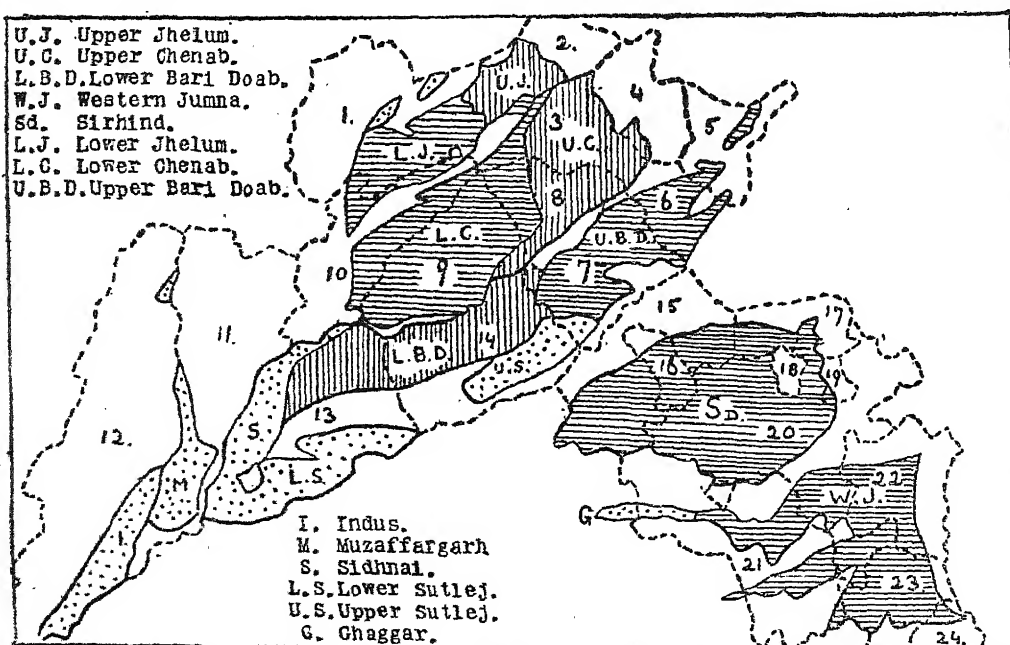 U.J. Upper Jhelum.
U.C. Upper Chenab.
L.B.D.Lower Bari Doab.
W.J. Western Jumna.
Sd. Sirhind.
L.J. Lower Jhelum.
L.C. Lower Chenab.
U.B.D.Upper Bari Doab.
2.
U.J.
1.
3
4
U.C.
5
L.J.
8
6
L.C.
U.B.D.
10
9
7
11.
15
17
L.B.D.
14
16
18
19
U.S.
13
12.
S.
SD.
20
L.S.
M
22
W.J.
I.
G
21
23
24.
I. Indus.
M. Muzaffargarh
S. Sidhnai.
L.S.Lower Sutlej.
U.S.Upper Sutlej.
G. Ghaggar.